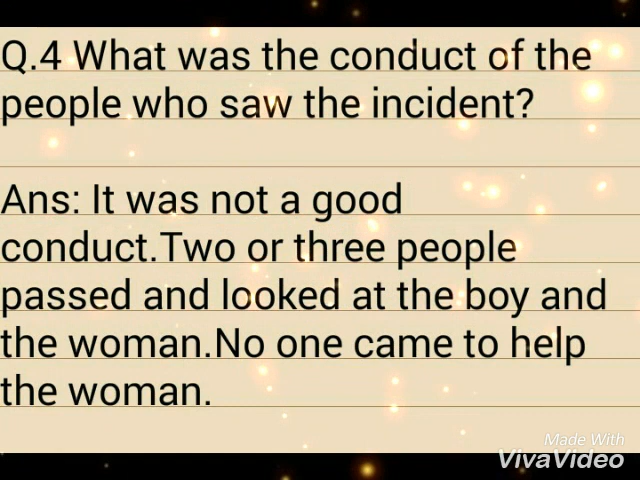 Q.4 What was the conduct of the
people who saw the incident?
Ans: It was not a good
conduct.Two or three people
passed and looked at the boy and
the woman.No one came to help
the woman.
Made With
VivaVideo